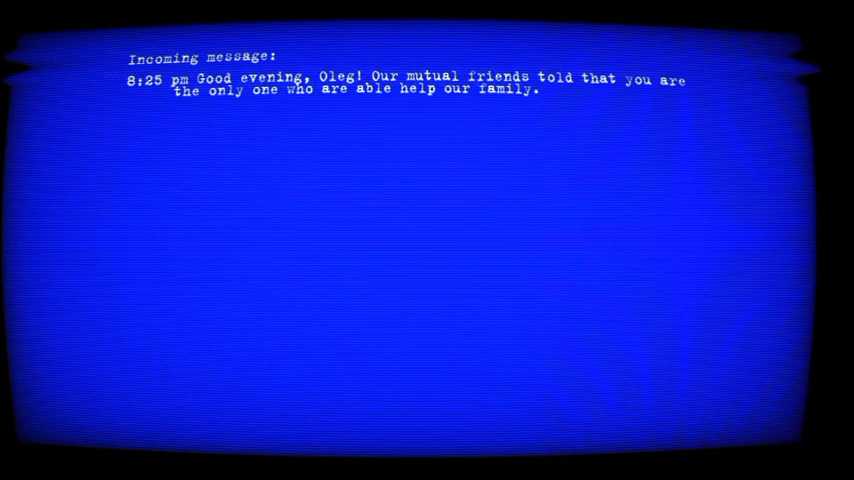 Incoming message:
8:25 pm Good evening, Oleg! Our mutual friends told that you are
the only one who are able help our family.